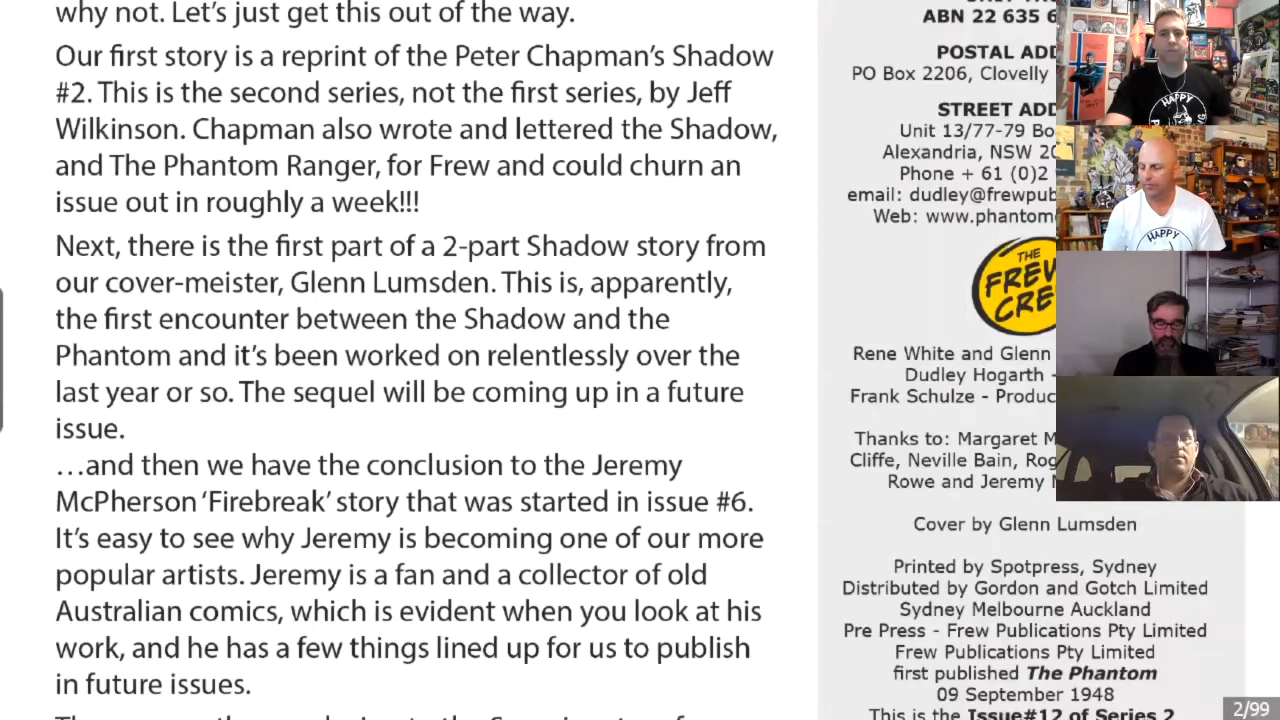 why not. Let’s just get this out of the way.
Our first story is a reprint of the Peter Chapman’s Shadow
#2. This is the second series, not the first series, by Jeff
Wilkinson. Chapman also wrote and lettered the Shadow,
and The Phantom Ranger, for Frew and could churn an
issue out in roughly a week!!!
Next, there is the first part of a 2-part Shadow story from
our cover-meister, Glenn Lumsden. This is, apparently,
the first encounter between the Shadow and the
Phantom and it’s been worked on relentlessly over the
last year or so. The sequel will be coming up in a future
issue.
…and then we have the conclusion to the Jeremy
McPherson ‘Firebreak’ story that was started in issue #6.
It’s easy to see why Jeremy is becoming one of our more
popular artists. Jeremy is a fan and a collector of old
Australian comics, which is evident when you look at his
work, and he has a few things lined up for us to publish
in future issues.
ABN 22 635 6
POSTAL ADD
PO Box 2206, Clovelly
STREET ADD
Unit 13/77-79 Bo
Alexandria, NSW 20
Phone + 61 (0)2
email: dudley@frewpub
Web: www.phantom
THE
FREW
CRE
Rene White and Glenn
Dudley Hogarth -
Frank Schulze - Produc
Thanks to: Margaret M
Cliffe, Neville Bain, Rog
Rowe and Jeremy
Cover by Glenn Lumsden
Printed by Spotpress, Sydney
Distributed by Gordon and Gotch Limited
Sydney Melbourne Auckland
Pre Press - Frew Publications Pty Limited
Frew Publications Pty Limited
first published The Phantom
09 September 1948
This is the Issue#12 of Series 2
HAPPY
HAPPY
2/99